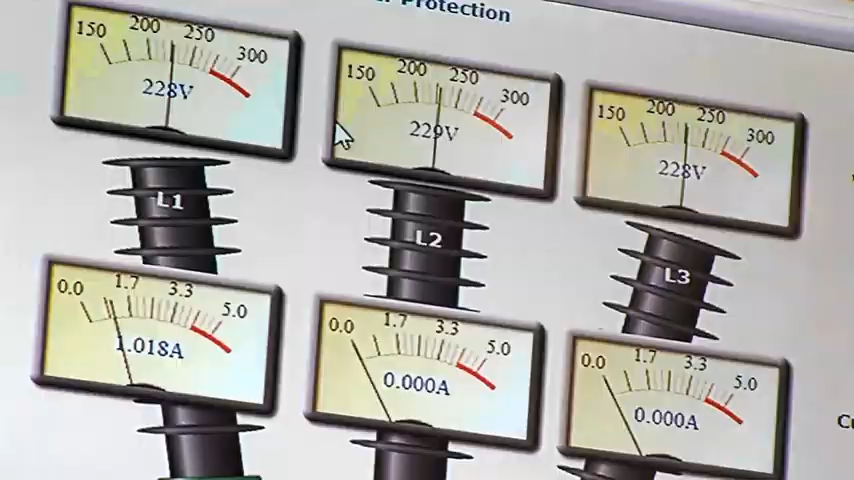 Protection
150 200 250 300
228V
150 200 250 300
229V
150 200 250 300
228V
L1
L2
L3
0.0 1.7 3.3 5.0
1.018A
0.0 1.7 3.3 5.0
0.000A
0.0 1.7 3.3 5.0
0.000A